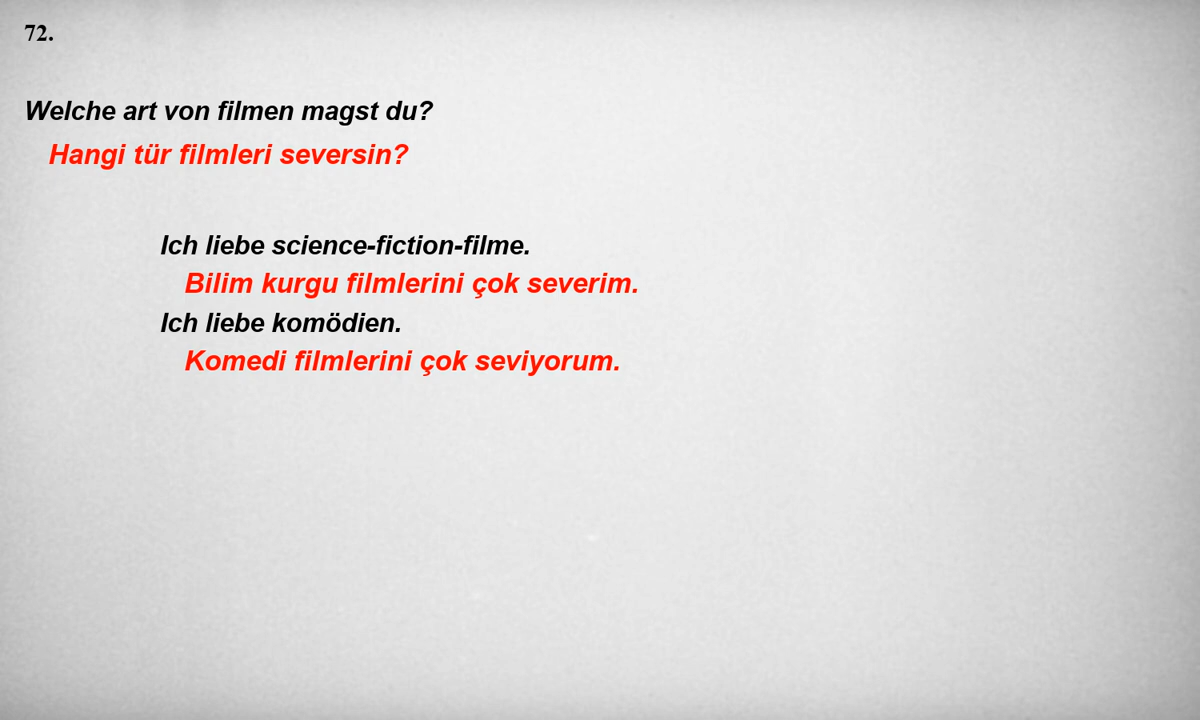 72.
Welche art von filmen magst du?
Hangi tür filmleri seversin?
Ich liebe science-fiction-filme.
Bilim kurgu filmlerini çok severim.
Ich liebe komödien.
Komedi filmlerini çok seviyorum.